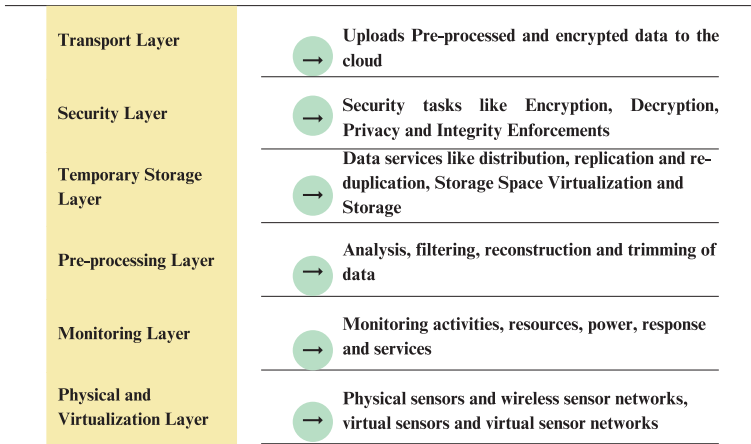 Transport Layer
Uploads Pre-processed and encrypted data to the
cloud
Security Layer
Security tasks like Encryption, Decryption,
Privacy and Integrity Enforcements
Temporary Storage
Layer
Data services like distribution, replication and re-
duplication, Storage Space Virtualization and
Storage
Pre-processing Layer
Analysis, filtering, reconstruction and trimming of
data
Monitoring Layer
Monitoring activities, resources, power, response
and services
Physical and
Virtualization Layer
Physical sensors and wireless sensor networks,
virtual sensors and virtual sensor networks